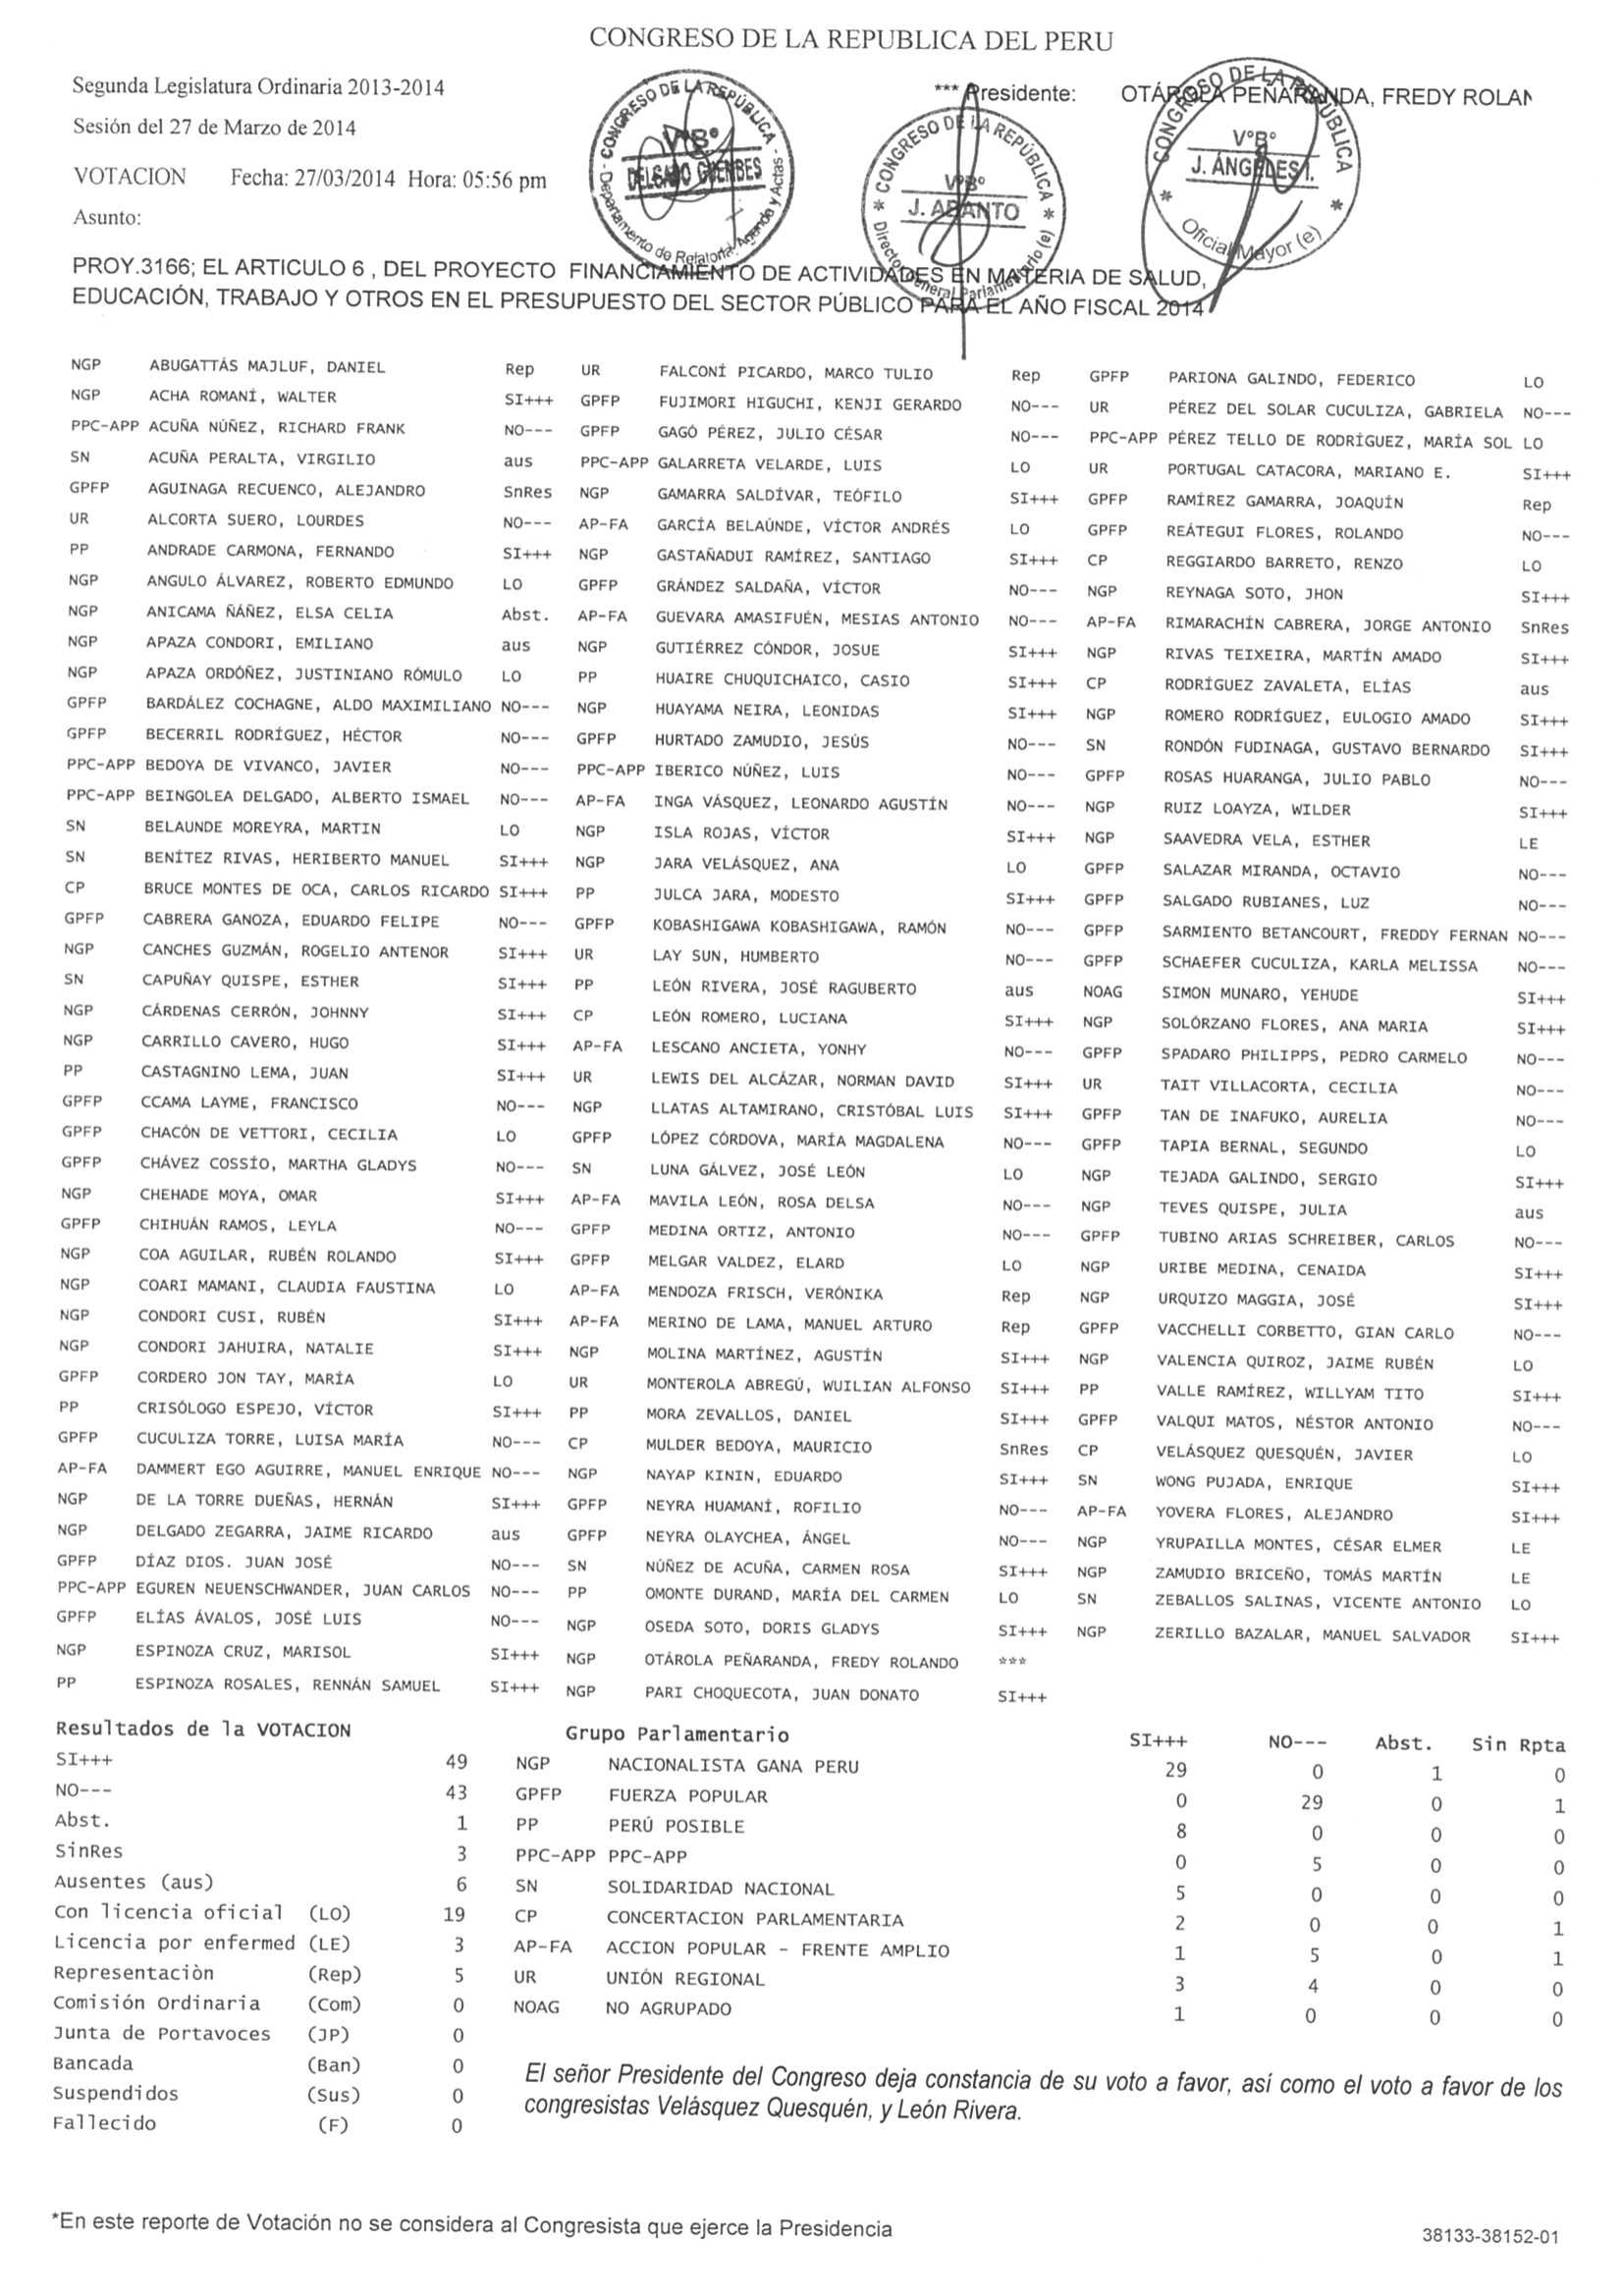 CONGRESO DE LA REPUBLICA DEL PERU
Segunda Legislatura Ordinaria 2013-2014
*** Presidente: OTÁROLA PEÑARANDA, FREDY ROLAN
Sesión del 27 de Marzo de 2014
VOTACION Fecha: 27/03/2014 Hora: 05:56 pm
Asunto:
CONGRESO DE LA REPÚBLICA
V°B°
DELGADO GÜENBES
Departamento de Relatoría, Agenda y Actas
CONGRESO DE LA REPÚBLICA
V°B°
J. ABANTO
Director General Parlamentario (e)
CONGRESO DE LA REPÚBLICA
V°B°
J. ÁNGELES I.
Oficial Mayor (e)
PROY.3166; EL ARTICULO 6 , DEL PROYECTO FINANCIAMIENTO DE ACTIVIDADES EN MATERIA DE SALUD,
EDUCACIÓN, TRABAJO Y OTROS EN EL PRESUPUESTO DEL SECTOR PÚBLICO PARA EL AÑO FISCAL 2014
NGP ABUGATTÁS MAJLUF, DANIEL Rep UR FALCONÍ PICARDO, MARCO TULIO Rep GPFP PARIONA GALINDO, FEDERICO LO
NGP ACHA ROMANÍ, WALTER SI+++ GPFP FUJIMORI HIGUCHI, KENJI GERARDO NO--- UR PÉREZ DEL SOLAR CUCULIZA, GABRIELA NO---
PPC-APP ACUÑA NÚÑEZ, RICHARD FRANK NO--- GPFP GAGÓ PÉREZ, JULIO CÉSAR NO--- PPC-APP PÉREZ TELLO DE RODRÍGUEZ, MARÍA SOL LO
SN ACUÑA PERALTA, VIRGILIO aus PPC-APP GALARRETA VELARDE, LUIS LO UR PORTUGAL CATACORA, MARIANO E. SI+++
GPFP AGUINAGA RECUENCO, ALEJANDRO SnRes NGP GAMARRA SALDÍVAR, TEÓFILO SI+++ GPFP RAMÍREZ GAMARRA, JOAQUÍN Rep
UR ALCORTA SUERO, LOURDES NO--- AP-FA GARCÍA BELAÚNDE, VÍCTOR ANDRÉS LO GPFP REÁTEGUI FLORES, ROLANDO NO---
PP ANDRADE CARMONA, FERNANDO SI+++ NGP GASTAÑADUI RAMÍREZ, SANTIAGO SI+++ CP REGGIARDO BARRETO, RENZO LO
NGP ANGULO ÁLVAREZ, ROBERTO EDMUNDO LO GPFP GRÁNDEZ SALDAÑA, VÍCTOR NO--- NGP REYNAGA SOTO, JHON SI+++
NGP ANICAMA ÑÁÑEZ, ELSA CELIA Abst. AP-FA GUEVARA AMASIFUÉN, MESIAS ANTONIO NO--- AP-FA RIMARACHÍN CABRERA, JORGE ANTONIO SnRes
NGP APAZA CONDORI, EMILIANO aus NGP GUTIÉRREZ CÓNDOR, JOSUE SI+++ NGP RIVAS TEIXEIRA, MARTÍN AMADO SI+++
NGP APAZA ORDÓÑEZ, JUSTINIANO RÓMULO LO PP HUAIRE CHUQUICHAICO, CASIO SI+++ CP RODRÍGUEZ ZAVALETA, ELÍAS aus
GPFP BARDÁLEZ COCHAGNE, ALDO MAXIMILIANO NO--- NGP HUAYAMA NEIRA, LEONIDAS SI+++ NGP ROMERO RODRÍGUEZ, EULOGIO AMADO SI+++
GPFP BECERRIL RODRÍGUEZ, HÉCTOR NO--- GPFP HURTADO ZAMUDIO, JESÚS NO--- SN RONDÓN FUDINAGA, GUSTAVO BERNARDO SI+++
PPC-APP BEDOYA DE VIVANCO, JAVIER NO--- PPC-APP IBERICO NÚÑEZ, LUIS NO--- GPFP ROSAS HUARANGA, JULIO PABLO NO---
PPC-APP BEINGOLEA DELGADO, ALBERTO ISMAEL NO--- AP-FA INGA VÁSQUEZ, LEONARDO AGUSTÍN NO--- NGP RUIZ LOAYZA, WILDER SI+++
SN BELAUNDE MOREYRA, MARTIN LO NGP ISLA ROJAS, VÍCTOR SI+++ NGP SAAVEDRA VELA, ESTHER LE
SN BENÍTEZ RIVAS, HERIBERTO MANUEL SI+++ NGP JARA VELÁSQUEZ, ANA LO GPFP SALAZAR MIRANDA, OCTAVIO NO---
CP BRUCE MONTES DE OCA, CARLOS RICARDO SI+++ PP JULCA JARA, MODESTO SI+++ GPFP SALGADO RUBIANES, LUZ NO---
GPFP CABRERA GANOZA, EDUARDO FELIPE NO--- GPFP KOBASHIGAWA KOBASHIGAWA, RAMÓN NO--- GPFP SARMIENTO BETANCOURT, FREDDY FERNAN NO---
NGP CANCHES GUZMÁN, ROGELIO ANTENOR SI+++ UR LAY SUN, HUMBERTO NO--- GPFP SCHAEFER CUCULIZA, KARLA MELISSA NO---
SN CAPUÑAY QUISPE, ESTHER SI+++ PP LEÓN RIVERA, JOSÉ RAGUBERTO aus NOAG SIMON MUNARO, YEHUDE SI+++
NGP CÁRDENAS CERRÓN, JOHNNY SI+++ CP LEÓN ROMERO, LUCIANA SI+++ NGP SOLÓRZANO FLORES, ANA MARIA SI+++
NGP CARRILLO CAVERO, HUGO SI+++ AP-FA LESCANO ANCIETA, YONHY NO--- GPFP SPADARO PHILIPPS, PEDRO CARMELO NO---
PP CASTAGNINO LEMA, JUAN SI+++ UR LEWIS DEL ALCÁZAR, NORMAN DAVID SI+++ UR TAIT VILLACORTA, CECILIA NO---
GPFP CCAMA LAYME, FRANCISCO NO--- NGP LLATAS ALTAMIRANO, CRISTÓBAL LUIS SI+++ GPFP TAN DE INAFUKO, AURELIA NO---
GPFP CHACÓN DE VETTORI, CECILIA LO GPFP LÓPEZ CÓRDOVA, MARÍA MAGDALENA NO--- GPFP TAPIA BERNAL, SEGUNDO LO
GPFP CHÁVEZ COSSÍO, MARTHA GLADYS NO--- SN LUNA GÁLVEZ, JOSÉ LEÓN LO NGP TEJADA GALINDO, SERGIO SI+++
NGP CHEHADE MOYA, OMAR SI+++ AP-FA MAVILA LEÓN, ROSA DELSA NO--- NGP TEVES QUISPE, JULIA aus
GPFP CHIHUÁN RAMOS, LEYLA NO--- GPFP MEDINA ORTIZ, ANTONIO NO--- GPFP TUBINO ARIAS SCHREIBER, CARLOS NO---
NGP COA AGUILAR, RUBÉN ROLANDO SI+++ GPFP MELGAR VALDEZ, ELARD LO NGP URIBE MEDINA, CENAIDA SI+++
NGP COARI MAMANI, CLAUDIA FAUSTINA LO AP-FA MENDOZA FRISCH, VERÓNIKA Rep NGP URQUIZO MAGGIA, JOSÉ SI+++
NGP CONDORI CUSI, RUBÉN SI+++ AP-FA MERINO DE LAMA, MANUEL ARTURO Rep GPFP VACCHELLI CORBETTO, GIAN CARLO NO---
NGP CONDORI JAHUIRA, NATALIE SI+++ NGP MOLINA MARTÍNEZ, AGUSTÍN SI+++ NGP VALENCIA QUIROZ, JAIME RUBÉN LO
GPFP CORDERO JON TAY, MARÍA LO UR MONTEROLA ABREGÚ, WUILIAN ALFONSO SI+++ PP VALLE RAMÍREZ, WILLYAM TITO SI+++
PP CRISÓLOGO ESPEJO, VÍCTOR SI+++ PP MORA ZEVALLOS, DANIEL SI+++ GPFP VALQUI MATOS, NÉSTOR ANTONIO NO---
GPFP CUCULIZA TORRE, LUISA MARÍA NO--- CP MULDER BEDOYA, MAURICIO SnRes CP VELÁSQUEZ QUESQUÉN, JAVIER LO
AP-FA DAMMERT EGO AGUIRRE, MANUEL ENRIQUE NO--- NGP NAYAP KININ, EDUARDO SI+++ SN WONG PUJADA, ENRIQUE SI+++
NGP DE LA TORRE DUEÑAS, HERNÁN SI+++ GPFP NEYRA HUAMANÍ, ROFILIO NO--- AP-FA YOVERA FLORES, ALEJANDRO SI+++
NGP DELGADO ZEGARRA, JAIME RICARDO aus GPFP NEYRA OLAYCHEA, ÁNGEL NO--- NGP YRUPAILLA MONTES, CÉSAR ELMER LE
GPFP DÍAZ DIOS. JUAN JOSÉ NO--- SN NÚÑEZ DE ACUÑA, CARMEN ROSA SI+++ NGP ZAMUDIO BRICEÑO, TOMÁS MARTÍN LE
PPC-APP EGUREN NEUENSCHWANDER, JUAN CARLOS NO--- PP OMONTE DURAND, MARÍA DEL CARMEN LO SN ZEBALLOS SALINAS, VICENTE ANTONIO LO
GPFP ELÍAS ÁVALOS, JOSÉ LUIS NO--- NGP OSEDA SOTO, DORIS GLADYS SI+++ NGP ZERILLO BAZALAR, MANUEL SALVADOR SI+++
NGP ESPINOZA CRUZ, MARISOL SI+++ NGP OTÁROLA PEÑARANDA, FREDY ROLANDO ***
PP ESPINOZA ROSALES, RENNÁN SAMUEL SI+++ NGP PARI CHOQUECOTA, JUAN DONATO SI+++
Resultados de la VOTACION Grupo Parlamentario SI+++ NO--- Abst. Sin Rpta
SI+++ 49 NGP NACIONALISTA GANA PERU 29 0 1 0
NO--- 43 GPFP FUERZA POPULAR 0 29 0 1
Abst. 1 PP PERÚ POSIBLE 8 0 0 0
SinRes 3 PPC-APP PPC-APP 0 5 0 0
Ausentes (aus) 6 SN SOLIDARIDAD NACIONAL 5 0 0 0
Con licencia oficial (LO) 19 CP CONCERTACION PARLAMENTARIA 2 0 0 1
Licencia por enfermed (LE) 3 AP-FA ACCION POPULAR - FRENTE AMPLIO 1 5 0 1
Representaciòn (Rep) 5 UR UNIÓN REGIONAL 3 4 0 0
Comisión Ordinaria (Com) 0 NOAG NO AGRUPADO 1 0 0 0
Junta de Portavoces (JP) 0
Bancada (Ban) 0
Suspendidos (Sus) 0
Fallecido (F) 0
El señor Presidente del Congreso deja constancia de su voto a favor, así como el voto a favor de los
congresistas Velásquez Quesquén, y León Rivera.
*En este reporte de Votación no se considera al Congresista que ejerce la Presidencia
38133-38152-01